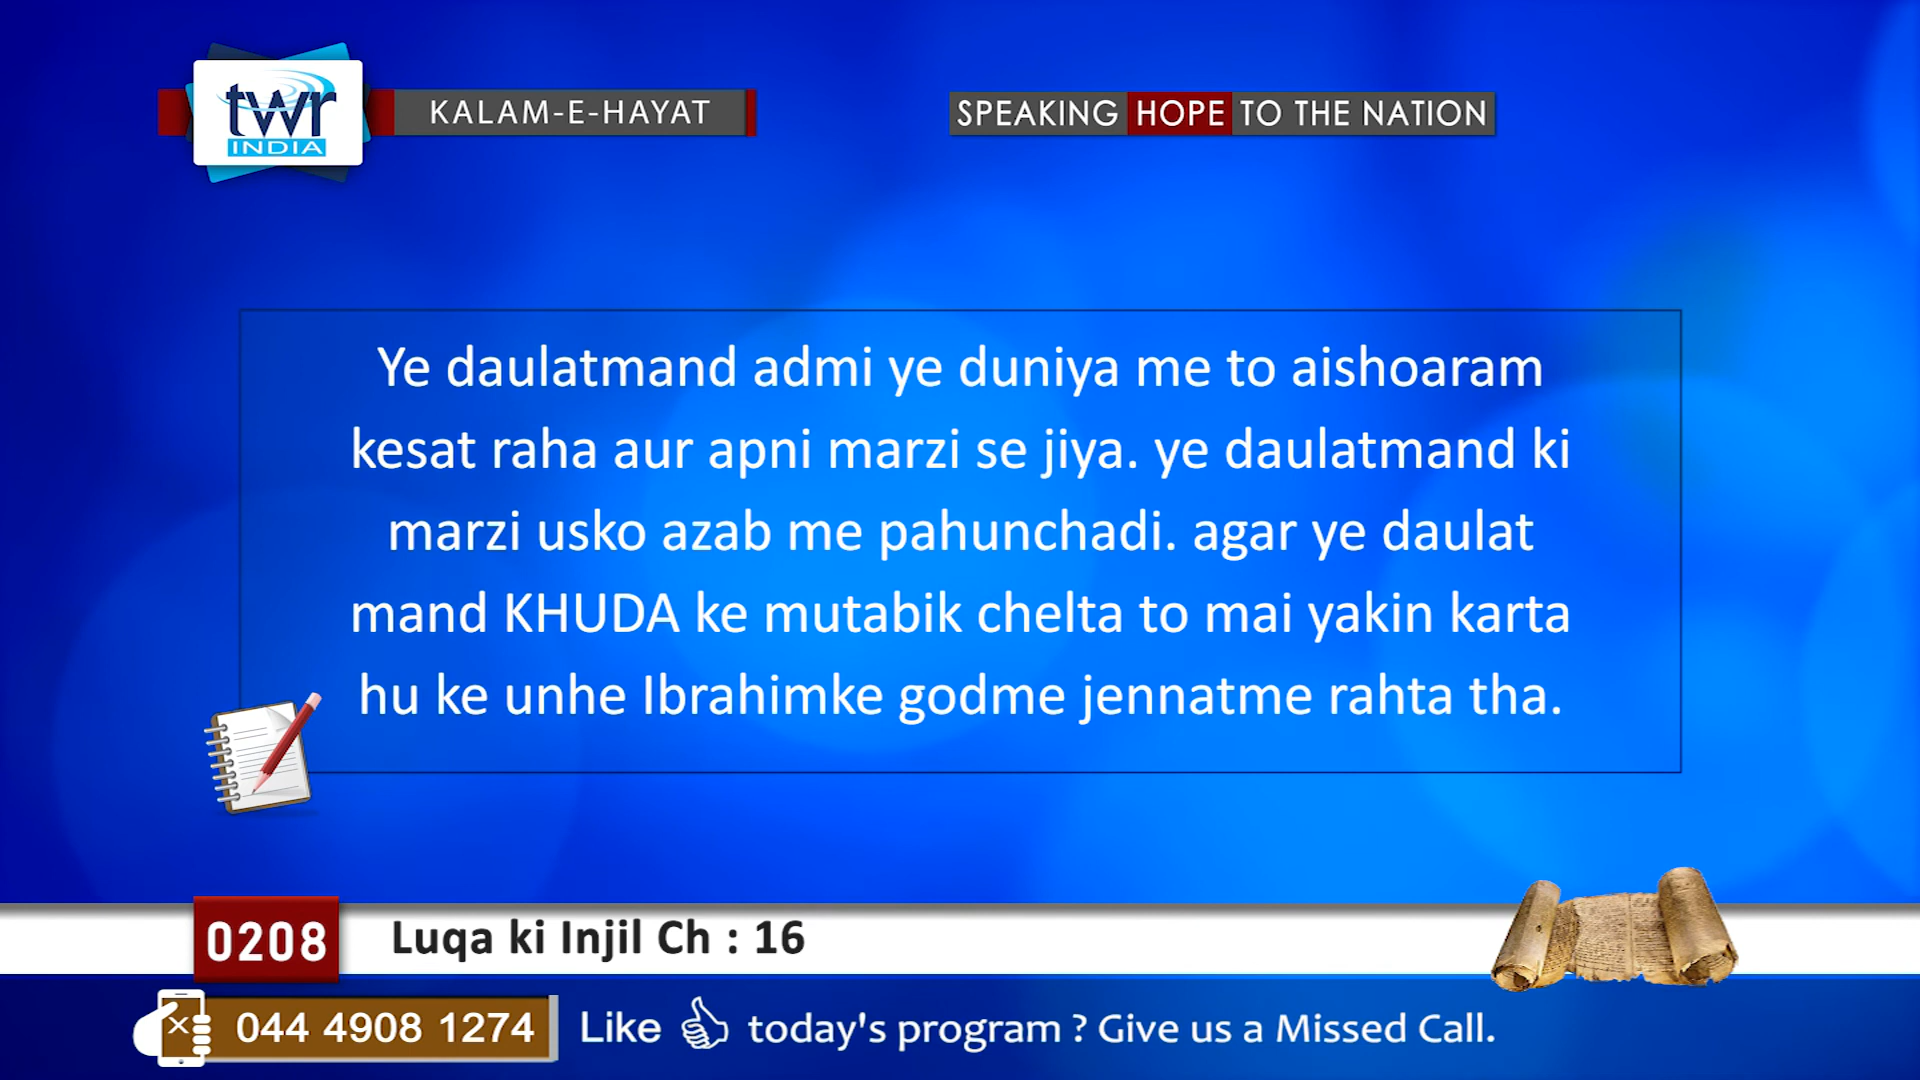 twr
INDIA
KALAM-E-HAYAT
SPEAKING HOPE TO THE NATION
Ye daulatmand admi ye duniya me to aishoaram
kesat raha aur apni marzi se jiya. ye daulatmand ki
marzi usko azab me pahunchadi. agar ye daulat
mand KHUDA ke mutabik chelta to mai yakin karta
hu ke unhe Ibrahimke godme jennatme rahta tha.
0208
Luqa ki Injil Ch : 16
044 4908 1274
Like today's program ? Give us a Missed Call.